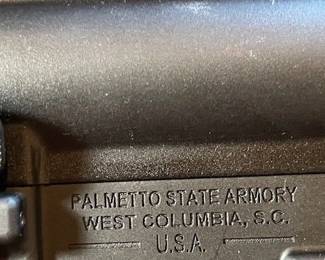 PALMETTO STATE ARMORY
WEST COLUMBIA, S.C.
U.S.A.